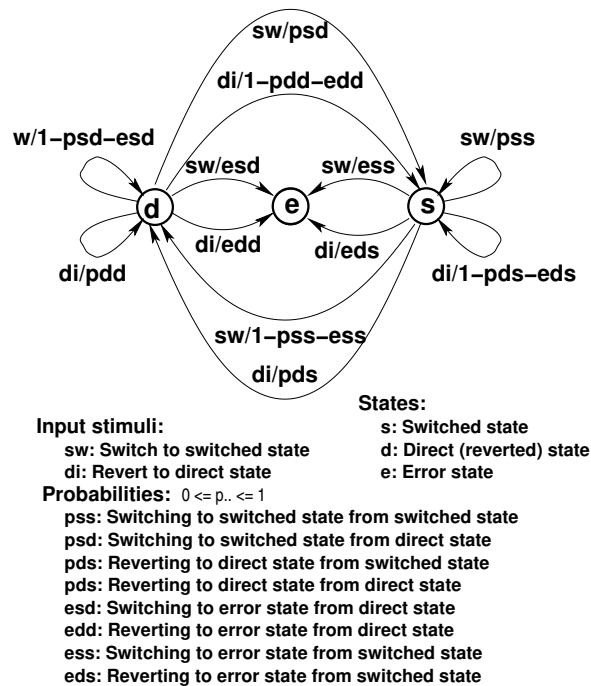 sw/psd
di/1−pdd−edd
w/1−psd−esd
sw/pss
sw/esd
sw/ess
d
e
s
di/edd
di/eds
di/pdd
di/1−pds−eds
sw/1−pss−ess
di/pds
States:
Input stimuli:
s: Switched state
sw: Switch to switched state
d: Direct (reverted) state
di: Revert to direct state
e: Error state
Probabilities: 0 <= p.. <= 1
pss: Switching to switched state from switched state
psd: Switching to switched state from direct state
pds: Reverting to direct state from switched state
pds: Reverting to direct state from direct state
esd: Switching to error state from direct state
edd: Reverting to error state from direct state
ess: Switching to error state from switched state
eds: Reverting to error state from switched state